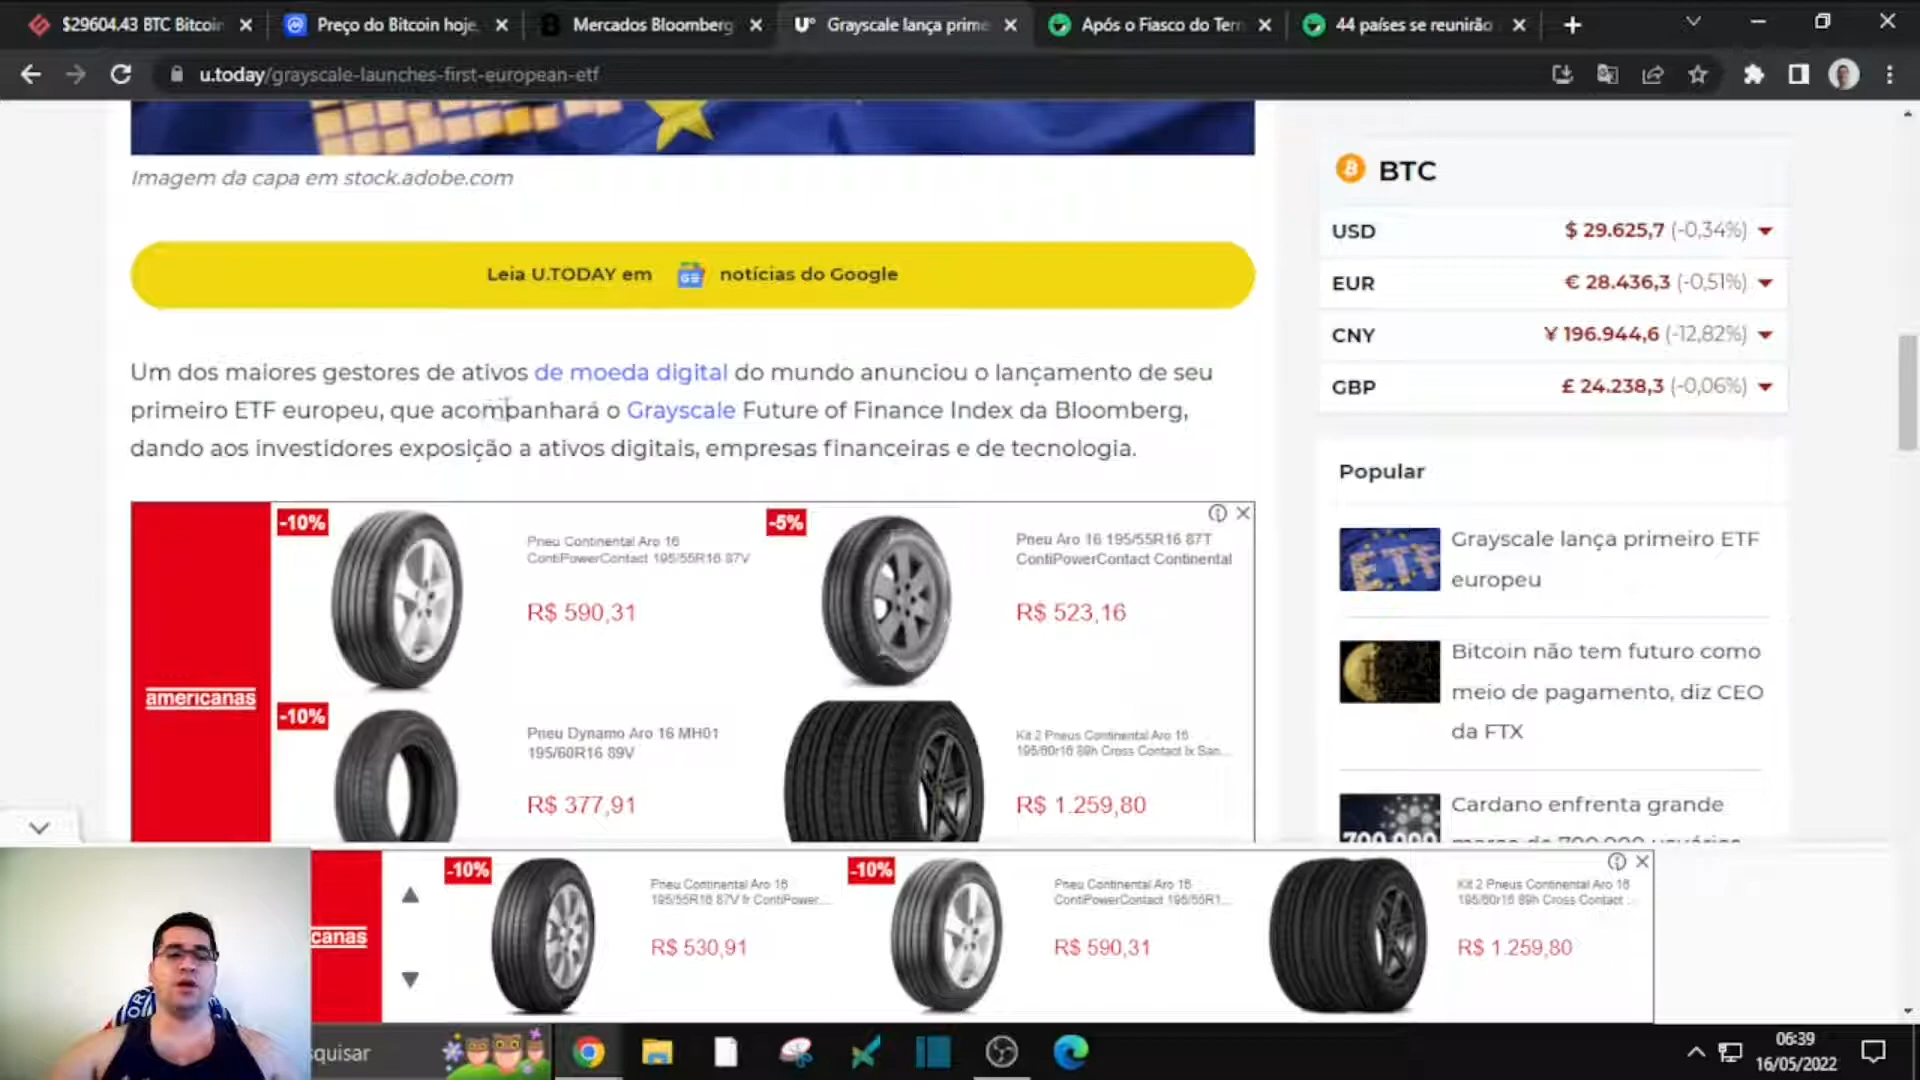 $29604.43 BTC Bitcoin
Preço do Bitcoin hoje,
Mercados Bloomberg
Grayscale lança prime
Após o Fiasco do Terr
44 países se reunirão
u.today/grayscale-launches-first-european-etf
Imagem da capa em stock.adobe.com
Leia U.TODAY em notícias do Google
Um dos maiores gestores de ativos de moeda digital do mundo anunciou o lançamento de seu
primeiro ETF europeu, que acompanhará o Grayscale Future of Finance Index da Bloomberg,
dando aos investidores exposição a ativos digitais, empresas financeiras e de tecnologia.
BTC
USD $ 29.625,7 (-0,34%)
EUR € 28.436,3 (-0,51%)
CNY ¥ 196.944,6 (-12,82%)
GBP £ 24.238,3 (-0,06%)
Popular
Grayscale lança primeiro ETF
europeu
Bitcoin não tem futuro como
meio de pagamento, diz CEO
da FTX
Cardano enfrenta grande
americanas
-10%
Pneu Continental Aro 16
ContiPowerContact 195/55R16 87V
R$ 590,31
-5%
Pneu Aro 16 195/55R16 87T
ContiPowerContact Continental
R$ 523,16
-10%
Pneu Dynamo Aro 16 MH01
195/60R16 89V
R$ 377,91
Kit 2 Pneus Continental Aro 16
195/60r16 89h Cross Contact lx San...
R$ 1.259,80
canas
-10%
Pneu Continental Aro 16
195/55R16 87V fr ContiPower...
R$ 530,91
-10%
Pneu Continental Aro 16
ContiPowerContact 195/55R1...
R$ 590,31
Kit 2 Pneus Continental Aro 16
195/60r16 89h Cross Contact ...
R$ 1.259,80
squisar
06:39
16/05/2022